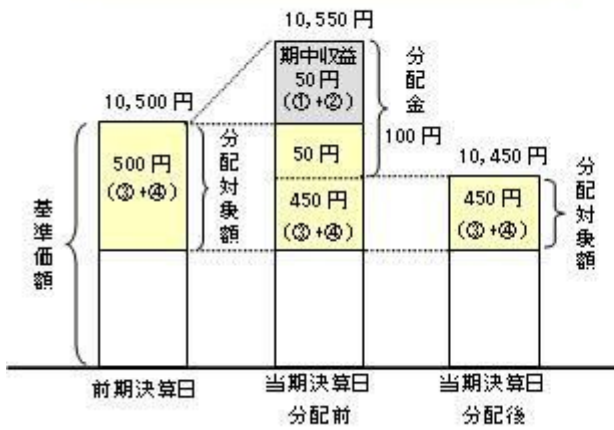 10,550円
期中収益
50円
(①+②)
分配金
100円
10,500円
500円
(③+④)
分配対象額
50円
450円
(③+④)
10,450円
450円
(③+④)
分配対象額
基準価額
前期決算日
当期決算日
分配前
当期決算日
分配後